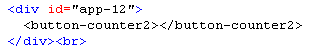 <div id="app-12">
  <button-counter2></button-counter2>
</div><br>